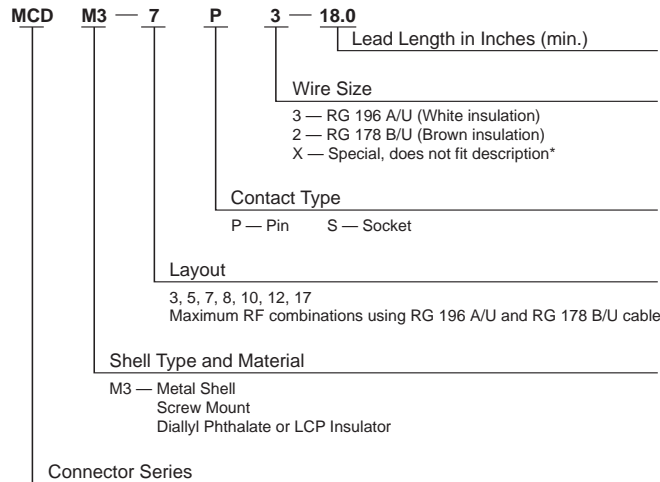 MCD M3 — 7 P 3 — 18.0
Lead Length in Inches (min.)
Wire Size
3 — RG 196 A/U (White insulation)
2 — RG 178 B/U (Brown insulation)
X — Special, does not fit description*
Contact Type
P — Pin S — Socket
Layout
3, 5, 7, 8, 10, 12, 17
Maximum RF combinations using RG 196 A/U and RG 178 B/U cable
Shell Type and Material
M3 — Metal Shell
Screw Mount
Diallyl Phthalate or LCP Insulator
Connector Series